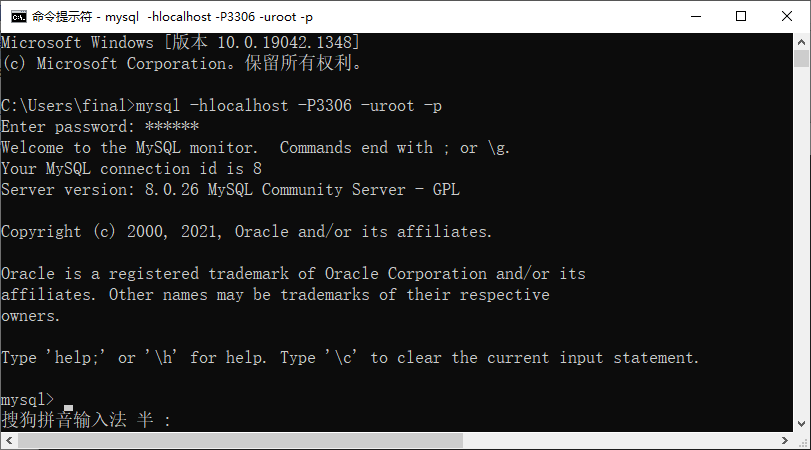 命令提示符 - mysql  -hlocalhost -P3306 -uroot -p
Microsoft Windows [版本 10.0.19042.1348]
(c) Microsoft Corporation。保留所有权利。
C:\Users\final>mysql -hlocalhost -P3306 -uroot -p
Enter password: ******
Welcome to the MySQL monitor.  Commands end with ; or \g.
Your MySQL connection id is 8
Server version: 8.0.26 MySQL Community Server - GPL
Copyright (c) 2000, 2021, Oracle and/or its affiliates.
Oracle is a registered trademark of Oracle Corporation and/or its
affiliates. Other names may be trademarks of their respective
owners.
Type 'help;' or '\h' for help. Type '\c' to clear the current input statement.
mysql>
搜狗拼音输入法 半 :